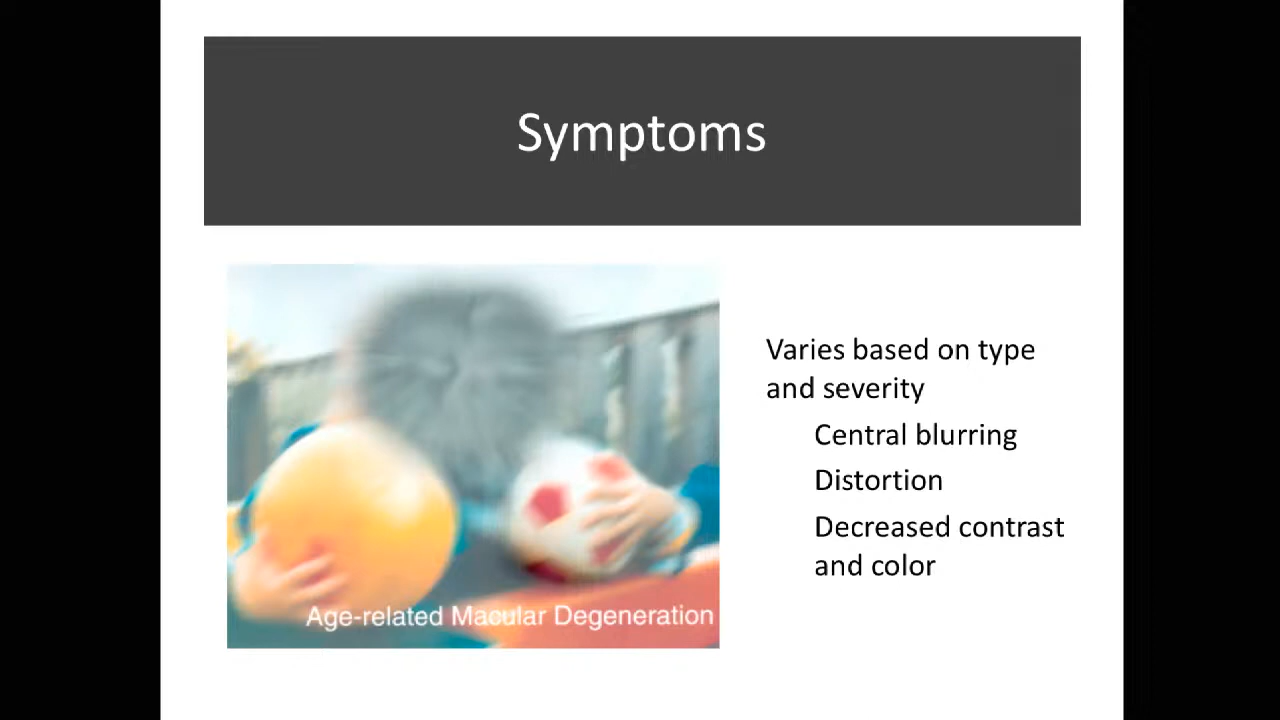 Symptoms
Varies based on type
and severity
Central blurring
Distortion
Decreased contrast
and color
Age-related Macular Degeneration